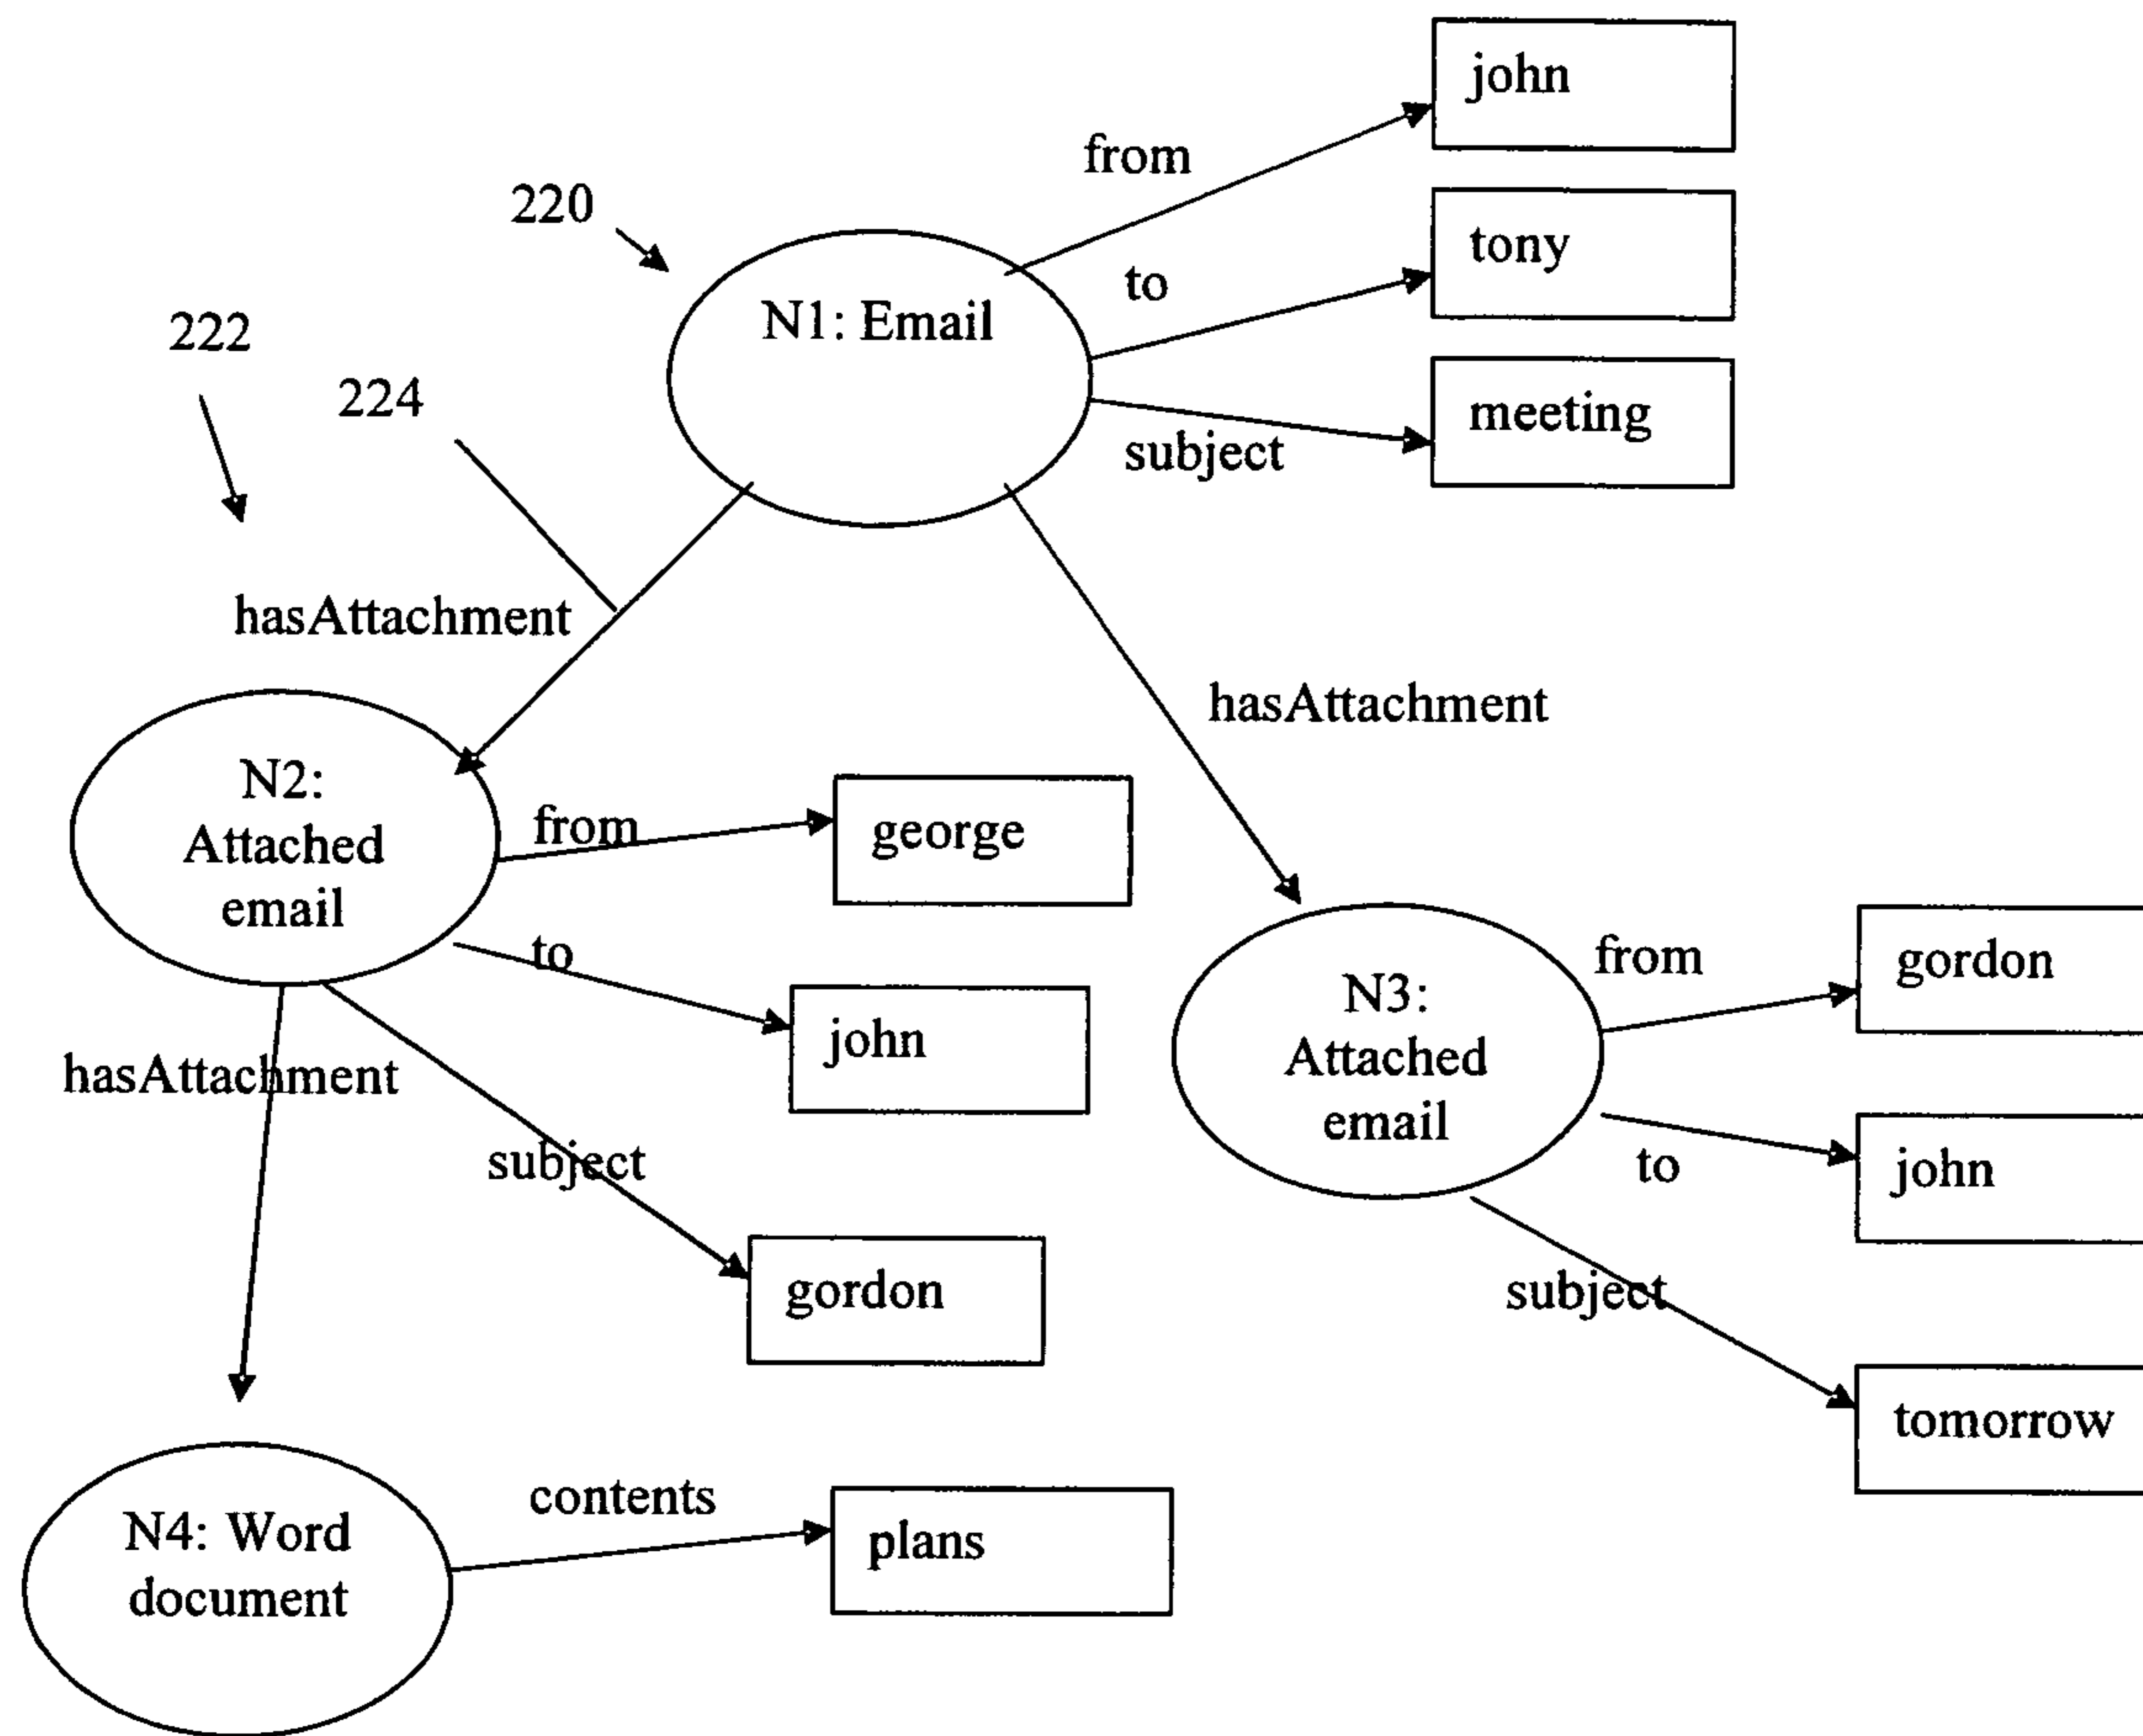 john
from
220
tony
to
N1: Email
222
224
meeting
subject
hasAttachment
hasAttachment
N2:
Attached
email
from
george
to
john
N3:
Attached
email
from
gordon
to
john
hasAttachment
subject
gordon
subject
tomorrow
contents
N4: Word
document
plans